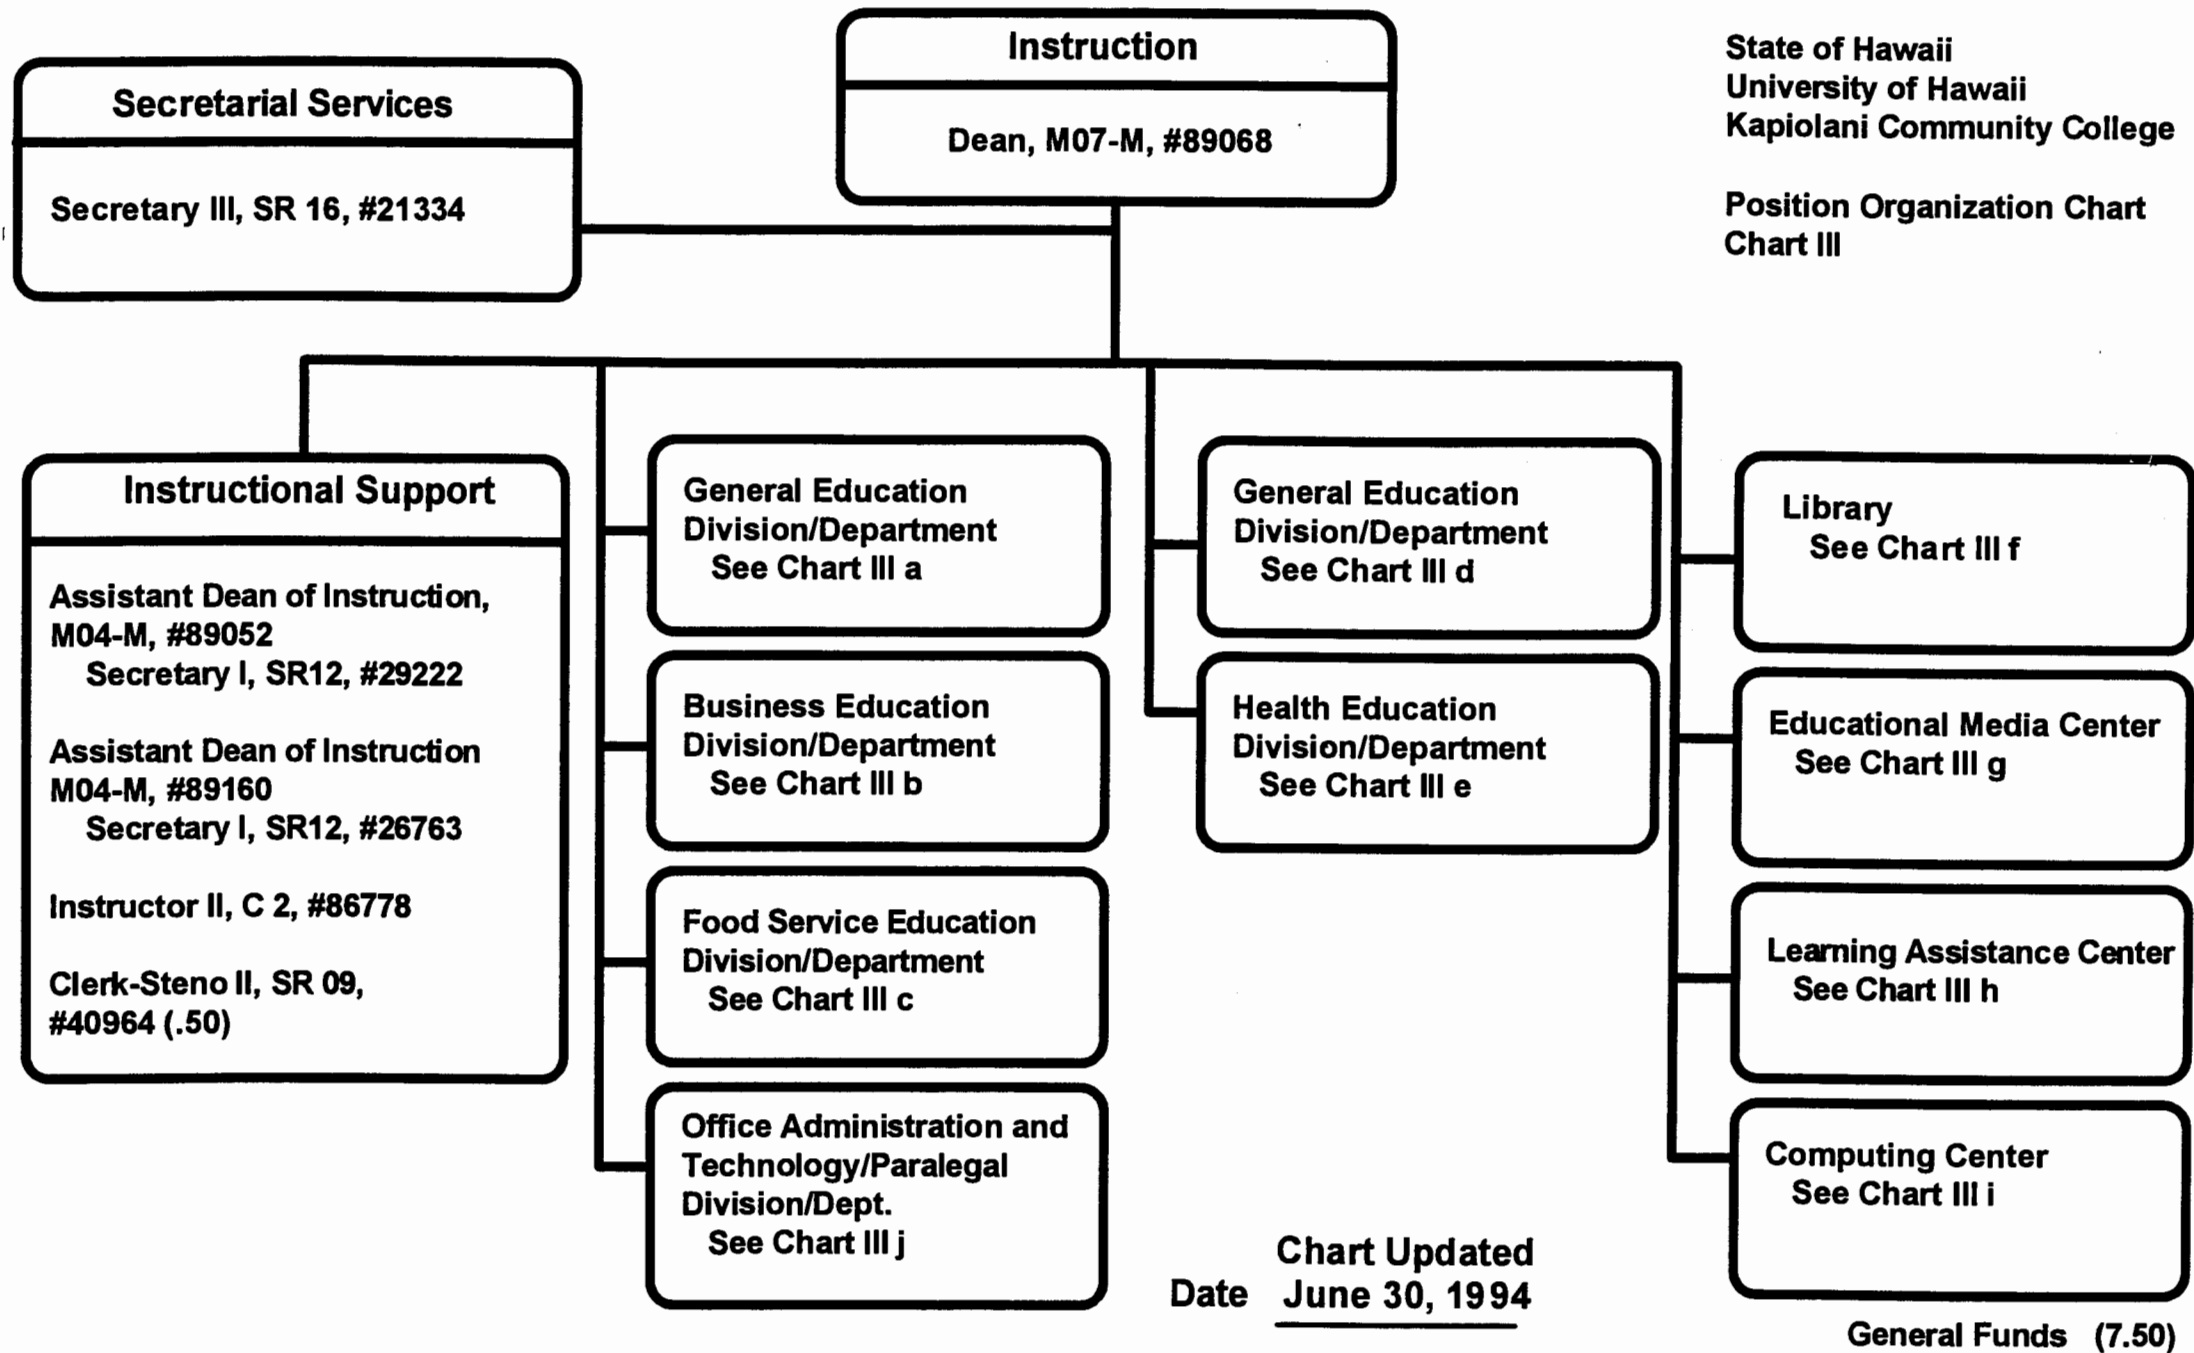 Instruction
Dean, M07-M, #89068
State of Hawaii
University of Hawaii
Kapiolani Community College
Position Organization Chart
Chart III
Secretarial Services
Secretary III, SR 16, #21334
Instructional Support
Assistant Dean of Instruction,
M04-M, #89052
Secretary I, SR12, #29222
Assistant Dean of Instruction
M04-M, #89160
Secretary I, SR12, #26763
Instructor II, C 2, #86778
Clerk-Steno II, SR 09,
#40964 (.50)
General Education
Division/Department
See Chart III a
Business Education
Division/Department
See Chart III b
Food Service Education
Division/Department
See Chart III c
Office Administration and
Technology/Paralegal
Division/Dept.
See Chart III j
General Education
Division/Department
See Chart III d
Health Education
Division/Department
See Chart III e
Library
See Chart III f
Educational Media Center
See Chart III g
Learning Assistance Center
See Chart III h
Computing Center
See Chart III i
Chart Updated
Date June 30, 1994
General Funds (7.50)